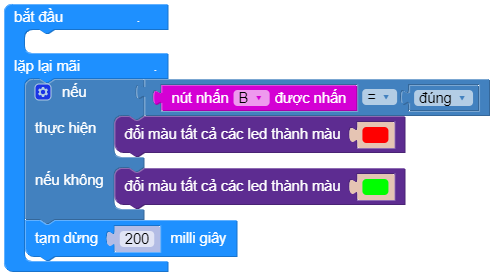 bắt đầu .
lặp lại mãi .
nếu nút nhấn B được nhấn = đúng
thực hiện đổi màu tất cả các led thành màu
nếu không đổi màu tất cả các led thành màu
tạm dừng 200 milli giây